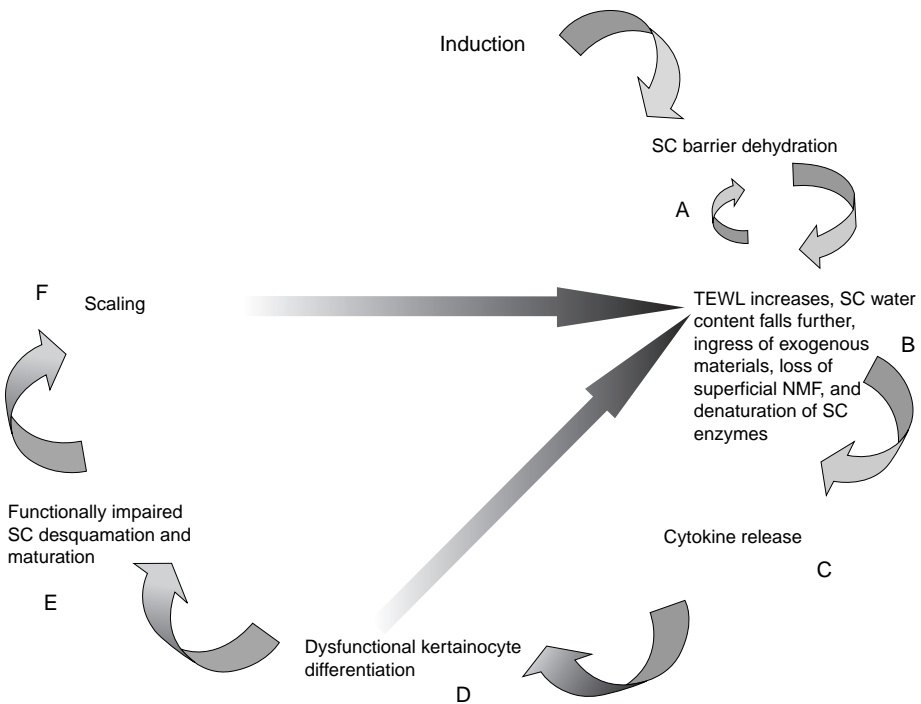 Induction
SC barrier dehydration
A
TEWL increases, SC water
content falls further,
ingress of exogenous
materials, loss of
superficial NMF, and
denaturation of SC
enzymes
B
Cytokine release
C
Dysfunctional kertainocyte
differentiation
D
Functionally impaired
SC desquamation and
maturation
E
F
Scaling